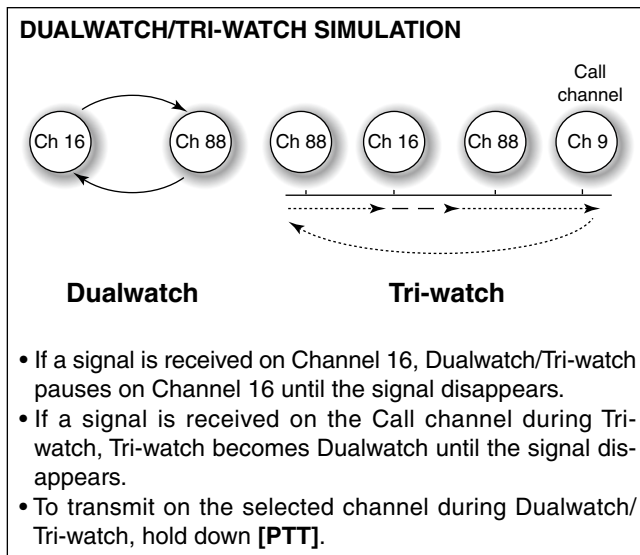 DUALWATCH/TRI-WATCH SIMULATION
Call
channel
Ch 16
Ch 88
Ch 88
Ch 16
Ch 88
Ch 9
Dualwatch
Tri-watch
• If a signal is received on Channel 16, Dualwatch/Tri-watch
pauses on Channel 16 until the signal disappears.
• If a signal is received on the Call channel during Tri-
watch, Tri-watch becomes Dualwatch until the signal dis-
appears.
• To transmit on the selected channel during Dualwatch/
Tri-watch, hold down [PTT].